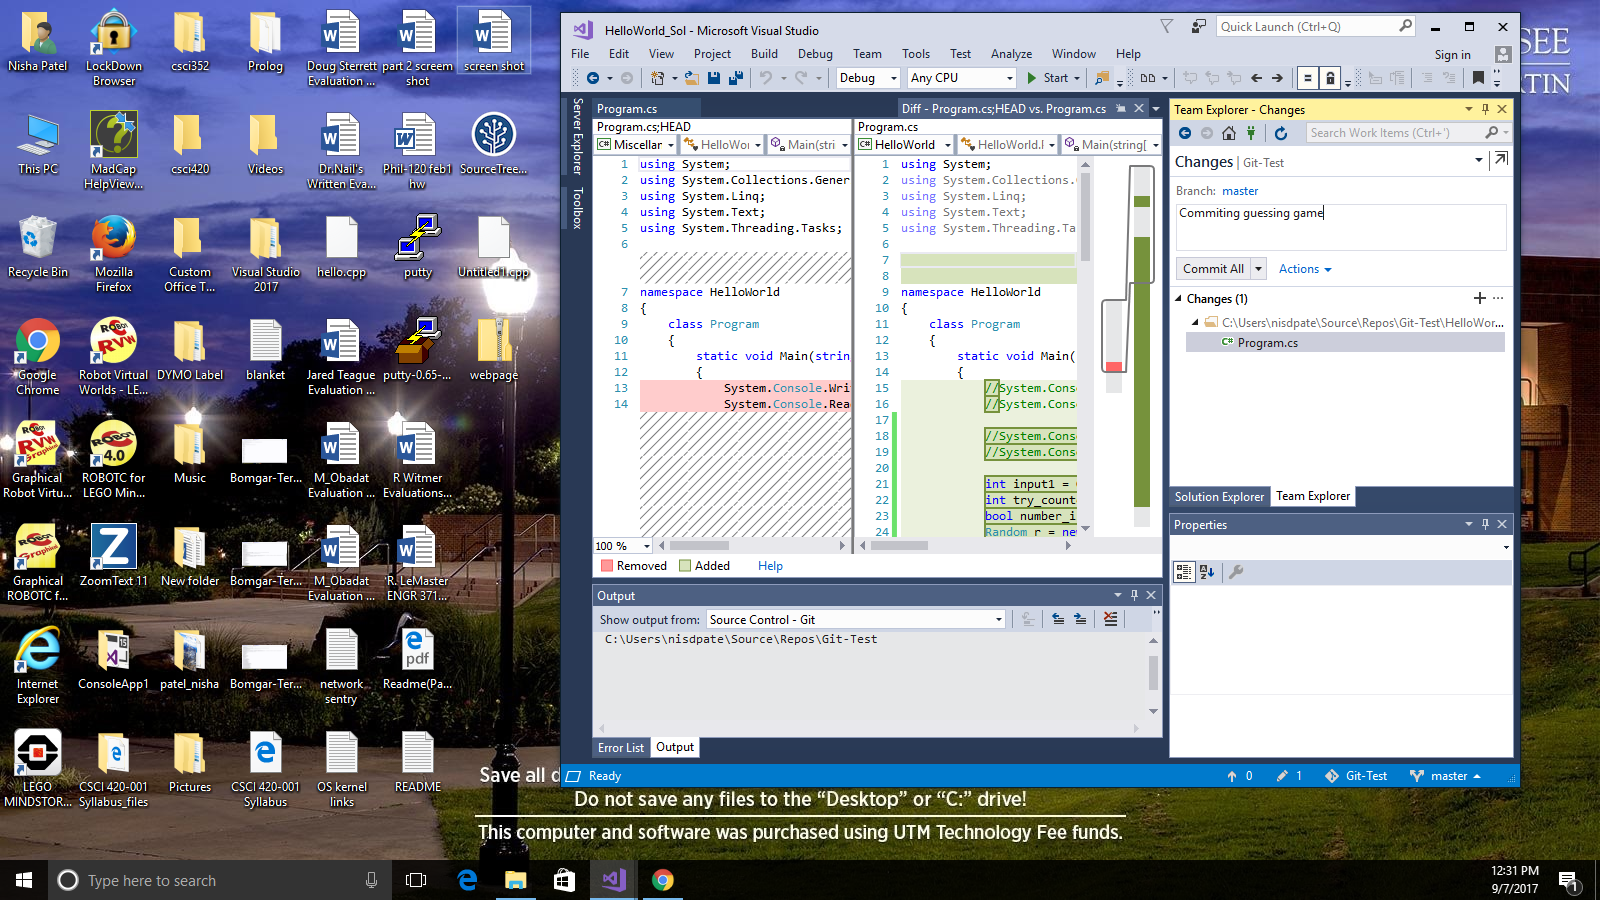 Nisha Patel
LockDown Browser
csci352
Prolog
Doug Sterrett Evaluation ...
part 2 screem shot
screen shot
This PC
MadCap HelpView...
csci420
Videos
Dr.Nail's Written Eva...
Phil-120 feb1 hw
SourceTree...
Recycle Bin
Mozilla Firefox
Custom Office T...
Visual Studio 2017
hello.cpp
putty
Untitled1.cpp
Google Chrome
Robot Virtual Worlds - LE...
DYMO Label
blanket
Jared Teague Evaluation ...
putty-0.65-...
webpage
Graphical Robot Virtu...
ROBOTC for LEGO Min...
Music
Bomgar-Ter...
M_Obadat Evaluation ...
R Witmer Evaluations...
Graphical ROBOTC f...
ZoomText 11
New folder
Bomgar-Ter...
M_Obadat Evaluation ...
'R. LeMaster ENGR 371...
Internet Explorer
ConsoleApp1
patel_nisha
Bomgar-Ter...
network sentry
Readme(Pa...
LEGO MINDSTOR...
CSCI 420-001 Syllabus_files
Pictures
CSCI 420-001 Syllabus
OS kernel links
README
HelloWorld_Sol - Microsoft Visual Studio
Quick Launch (Ctrl+Q)
File Edit View Project Build Debug Team Tools Test Analyze Window Help
Sign in
Debug Any CPU Start
Server Explorer
Toolbox
Program.cs
Diff - Program.cs;HEAD vs. Program.cs
Program.cs;HEAD
Miscellar HelloWor Main(stri
1 using System;
2 using System.Collections.Gener
3 using System.Linq;
4 using System.Text;
5 using System.Threading.Tasks;
6
7 namespace HelloWorld
8 {
9 class Program
10 {
11 static void Main(strin
12 {
13 System.Console.Wri
14 System.Console.Rea
100 %
Program.cs
HelloWorld HelloWorld.I Main(string[
1 using System;
2 using System.Collections.
3 using System.Linq;
4 using System.Text;
5 using System.Threading.Ta
6
7
8
9 namespace HelloWorld
10 {
11 class Program
12 {
13 static void Main(
14 {
15 //System.Cons
16 //System.Cons
17
18 //System.Cons
19 //System.Cons
20
21 int input1 =
22 int try_count
23 bool number_i
24 Random r = new
Removed Added Help
Output
Show output from: Source Control - Git
C:\Users\nisdpate\Source\Repos\Git-Test
Error List Output
Team Explorer - Changes
Search Work Items (Ctrl+')
Changes | Git-Test
Branch: master
Commiting guessing game
Commit All Actions
Changes (1)
C:\Users\nisdpate\Source\Repos\Git-Test\HelloWor...
C# Program.cs
Solution Explorer Team Explorer
Properties
Ready
0 1 Git-Test master
SEE
TIN
Save all d
Do not save any files to the “Desktop” or “C:” drive!
This computer and software was purchased using UTM Technology Fee funds.
Type here to search
12:31 PM
9/7/2017
1